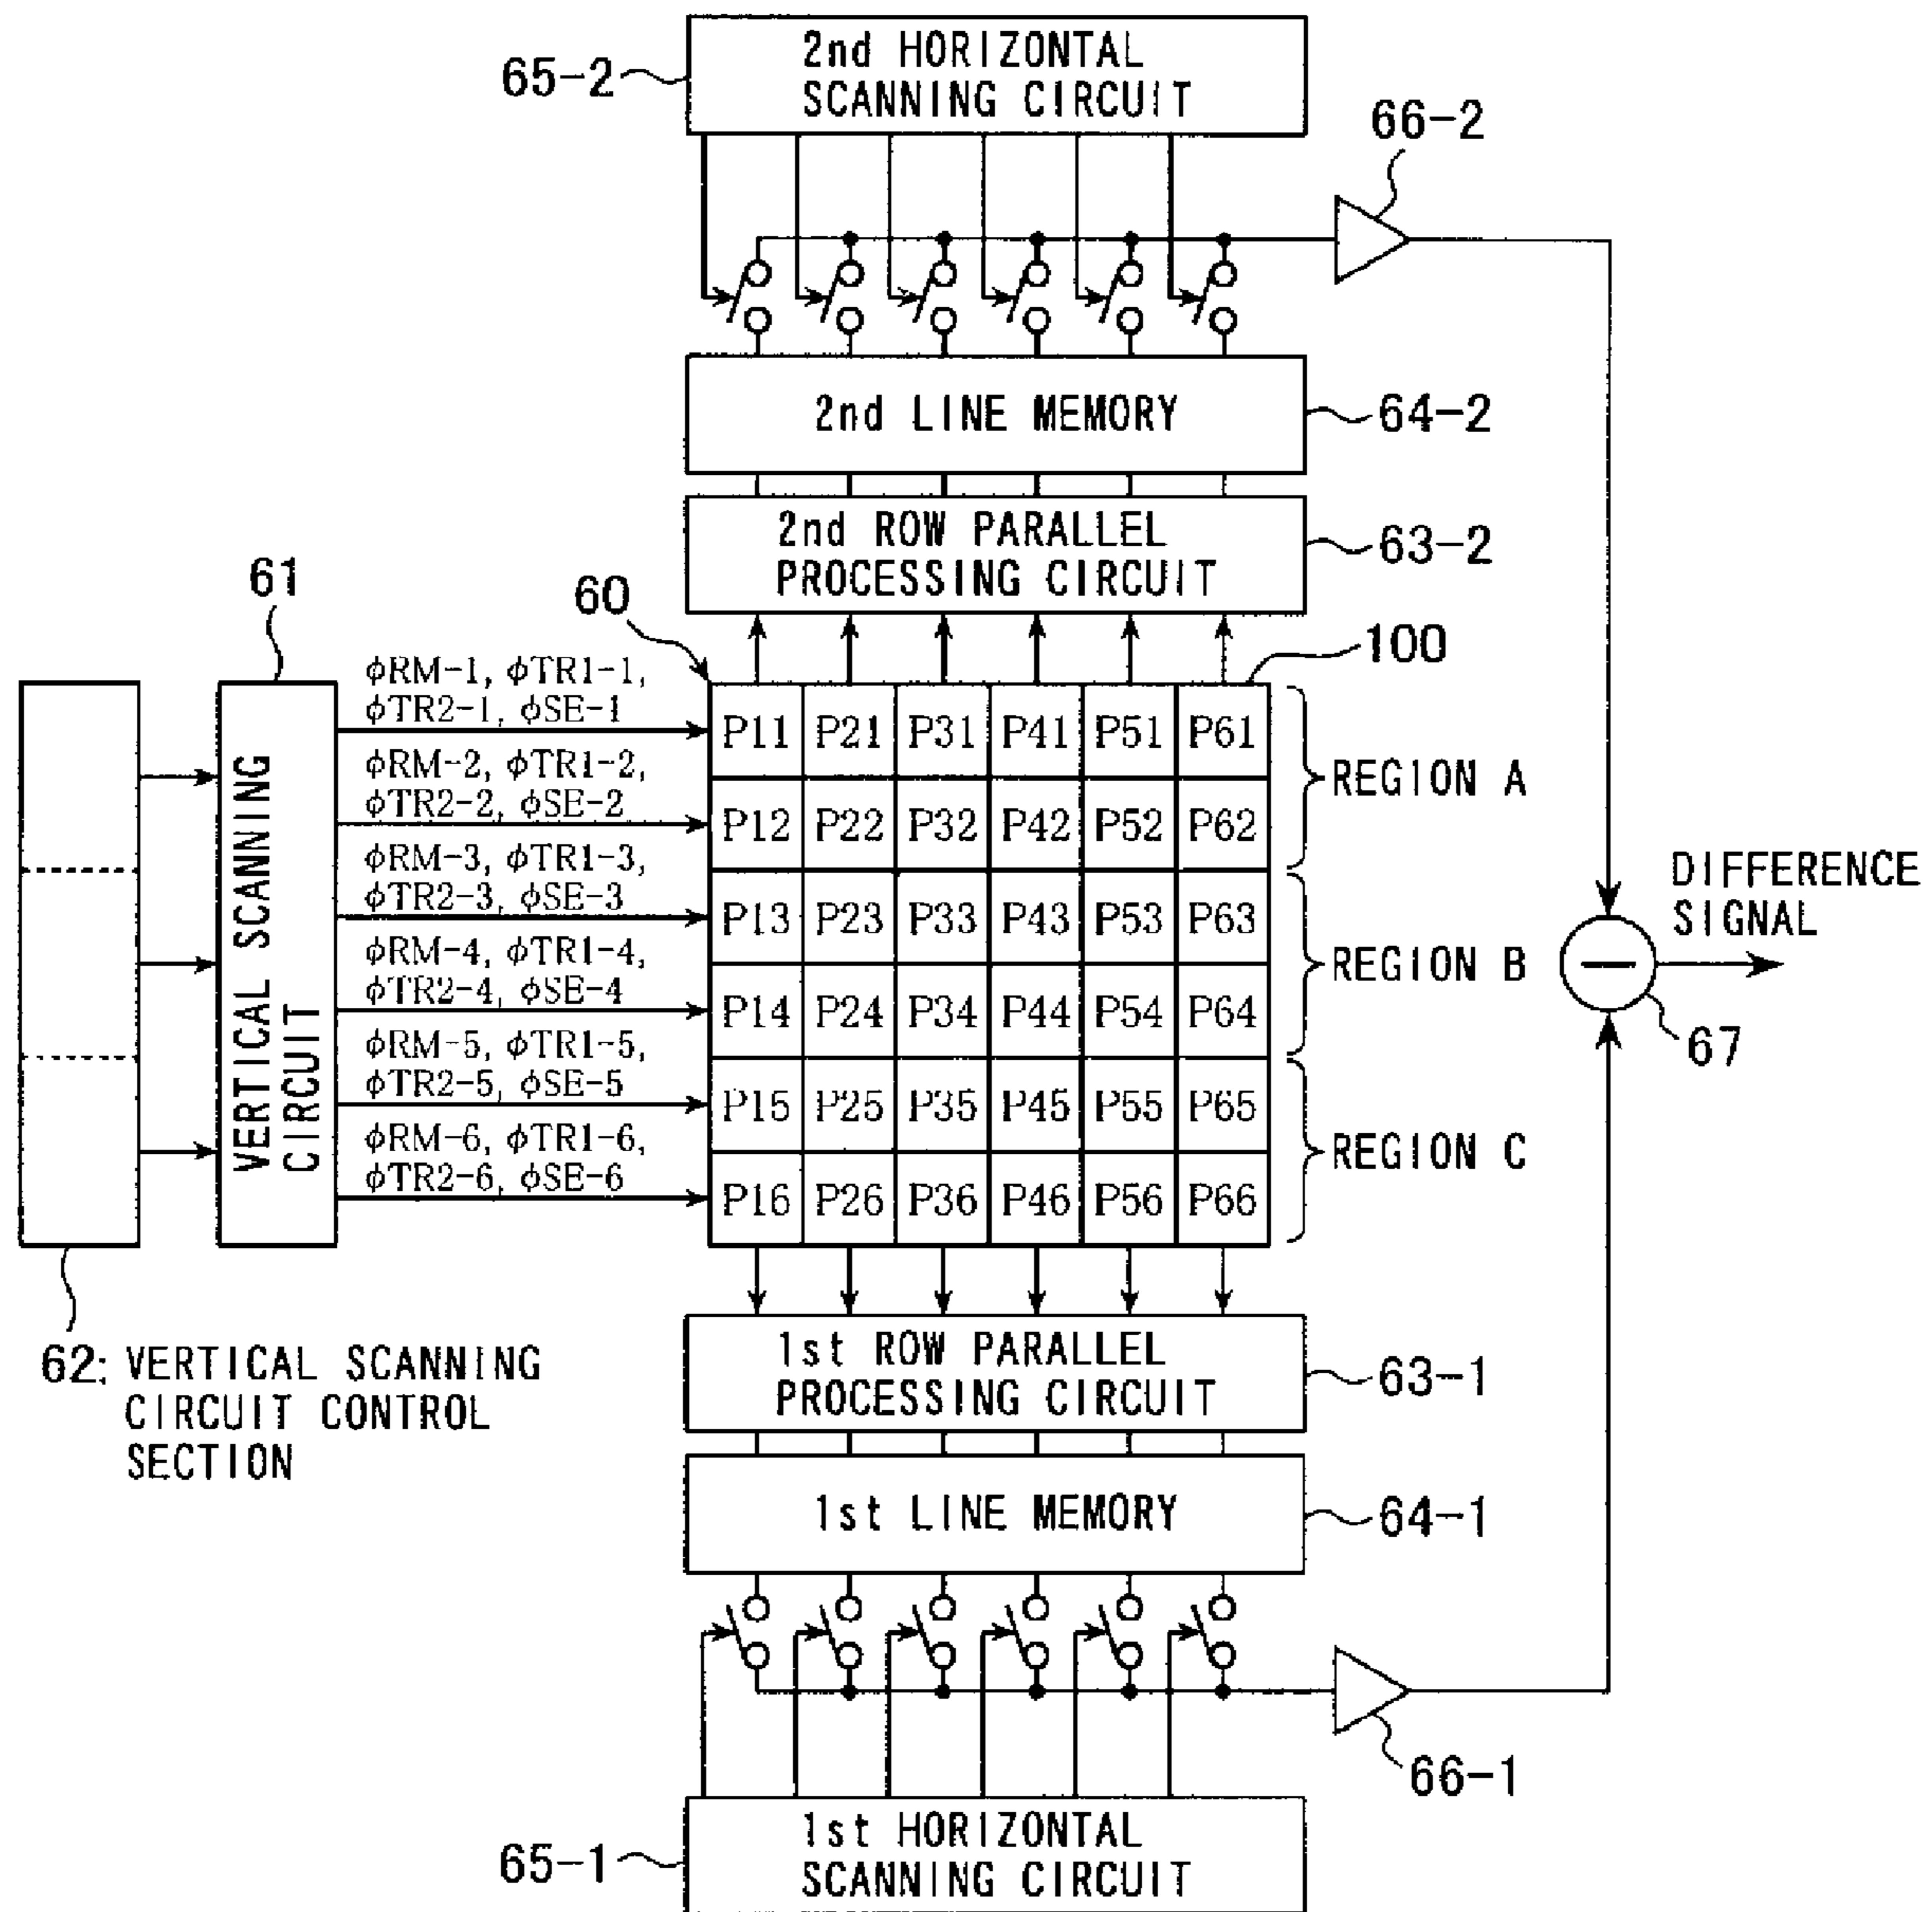 2nd HORIZONTAL
SCANNING CIRCUIT
65-2
66-2
2nd LINE MEMORY
64-2
2nd ROW PARALLEL
PROCESSING CIRCUIT
63-2
61
60
100
VERTICAL SCANNING
CIRCUIT
φRM-1, φTR1-1,
φTR2-1, φSE-1
φRM-2, φTR1-2,
φTR2-2, φSE-2
φRM-3, φTR1-3,
φTR2-3, φSE-3
φRM-4, φTR1-4,
φTR2-4, φSE-4
φRM-5, φTR1-5,
φTR2-5, φSE-5
φRM-6, φTR1-6,
φTR2-6, φSE-6
P11 P21 P31 P41 P51 P61
P12 P22 P32 P42 P52 P62
P13 P23 P33 P43 P53 P63
P14 P24 P34 P44 P54 P64
P15 P25 P35 P45 P55 P65
P16 P26 P36 P46 P56 P66
REGION A
REGION B
REGION C
DIFFERENCE
SIGNAL
67
62: VERTICAL SCANNING
CIRCUIT CONTROL
SECTION
1st ROW PARALLEL
PROCESSING CIRCUIT
63-1
1st LINE MEMORY
64-1
66-1
1st HORIZONTAL
SCANNING CIRCUIT
65-1